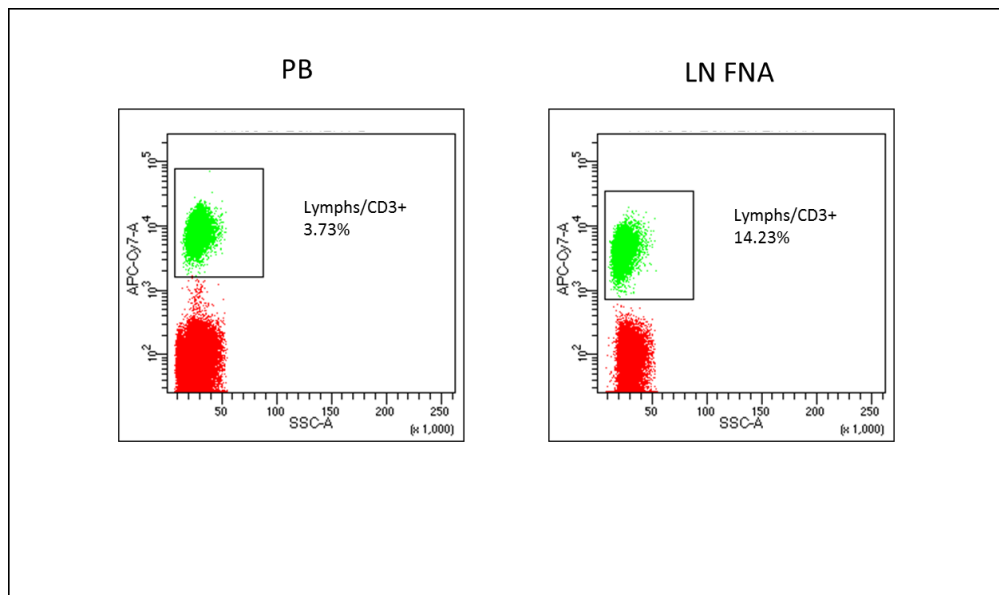 PB
LN FNA
10^5
10^4
10^3
10^2
APC-Cy7-A
Lymphs/CD3+
3.73%
50 100 150 200 250
SSC-A
(x 1,000)
10^5
10^4
10^3
10^2
APC-Cy7-A
Lymphs/CD3+
14.23%
50 100 150 200 250
SSC-A
(x 1,000)